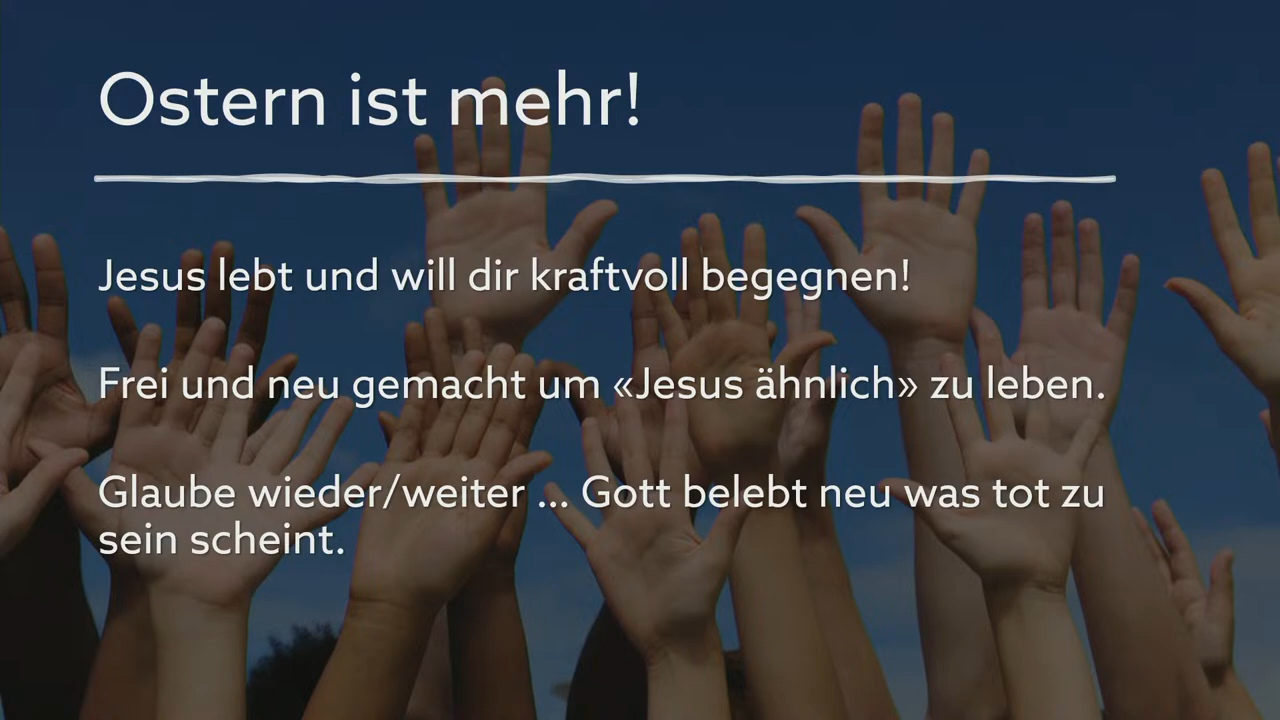 Ostern ist mehr!
Jesus lebt und will dir kraftvoll begegnen!
Frei und neu gemacht um «Jesus ähnlich» zu leben.
Glaube wieder/weiter ... Gott belebt neu was tot zu
sein scheint.